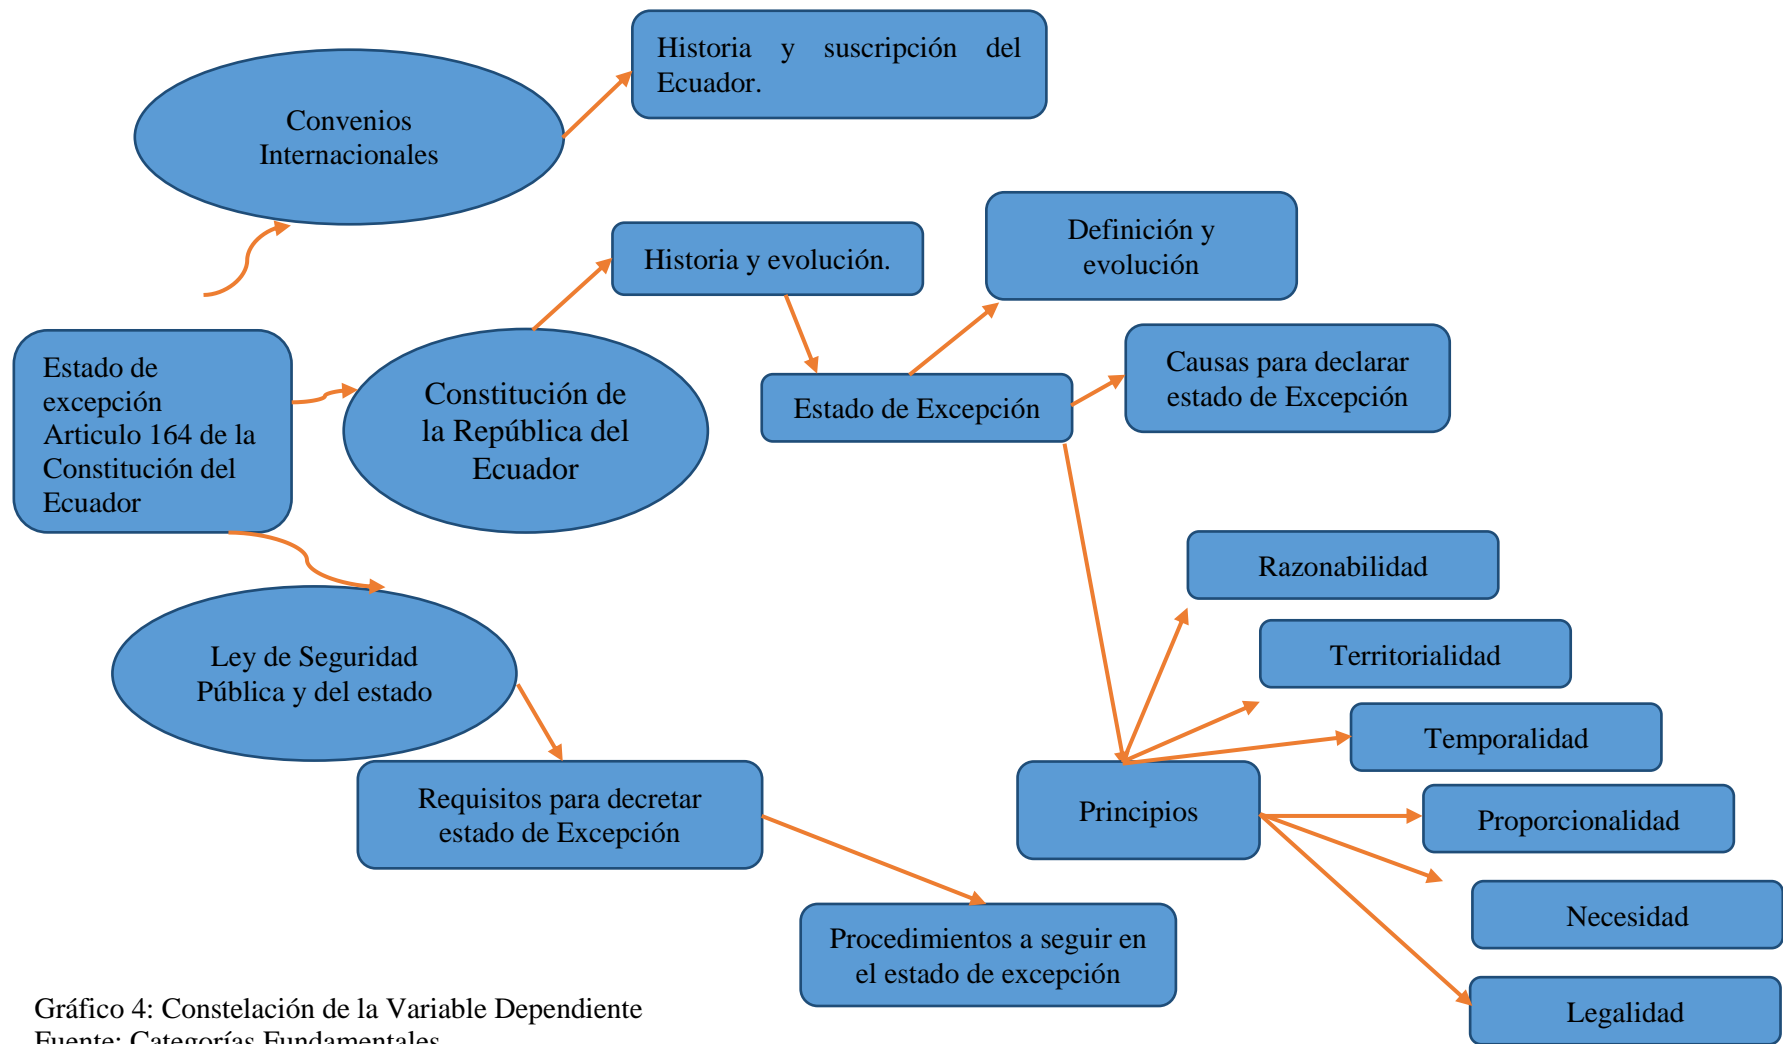 Historia y suscripción del
Ecuador.
Convenios
Internacionales
Definición y
evolución
Historia y evolución.
Estado de
excepción
Articulo 164 de la
Constitución del
Ecuador
Constitución de
la República del
Ecuador
Estado de Excepción
Causas para declarar
estado de Excepción
Razonabilidad
Territorialidad
Ley de Seguridad
Pública y del estado
Temporalidad
Requisitos para decretar
estado de Excepción
Principios
Proporcionalidad
Necesidad
Procedimientos a seguir en
el estado de excepción
Legalidad
Gráfico 4: Constelación de la Variable Dependiente
Fuente: Categorías Fundamentales